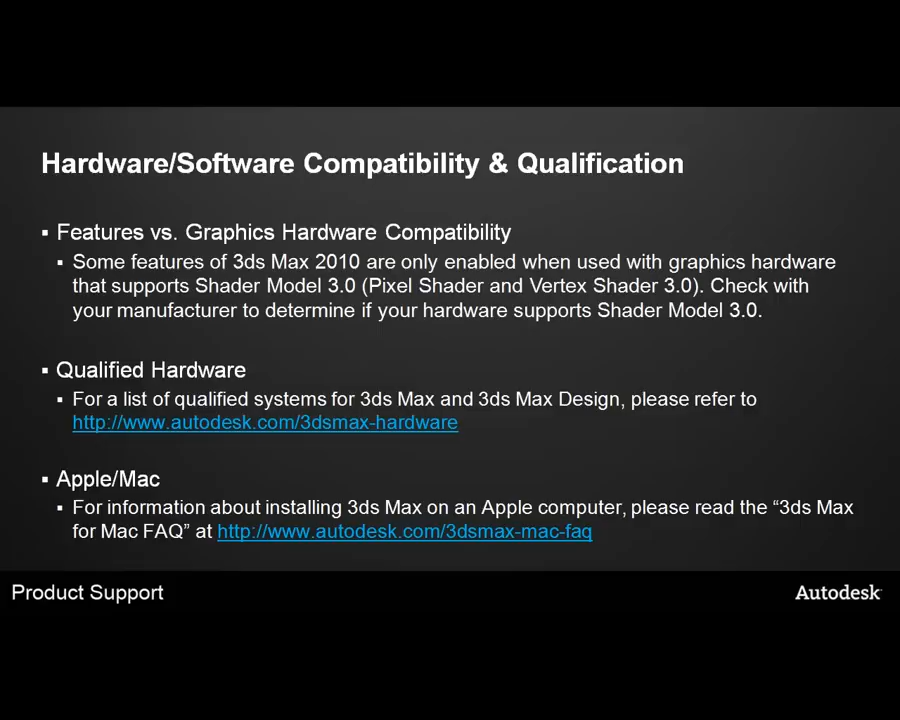 Hardware/Software Compatibility & Qualification
▪ Features vs. Graphics Hardware Compatibility
▪ Some features of 3ds Max 2010 are only enabled when used with graphics hardware
that supports Shader Model 3.0 (Pixel Shader and Vertex Shader 3.0). Check with
your manufacturer to determine if your hardware supports Shader Model 3.0.
▪ Qualified Hardware
▪ For a list of qualified systems for 3ds Max and 3ds Max Design, please refer to
http://www.autodesk.com/3dsmax-hardware
▪ Apple/Mac
▪ For information about installing 3ds Max on an Apple computer, please read the “3ds Max
for Mac FAQ” at http://www.autodesk.com/3dsmax-mac-faq
Product Support
Autodesk